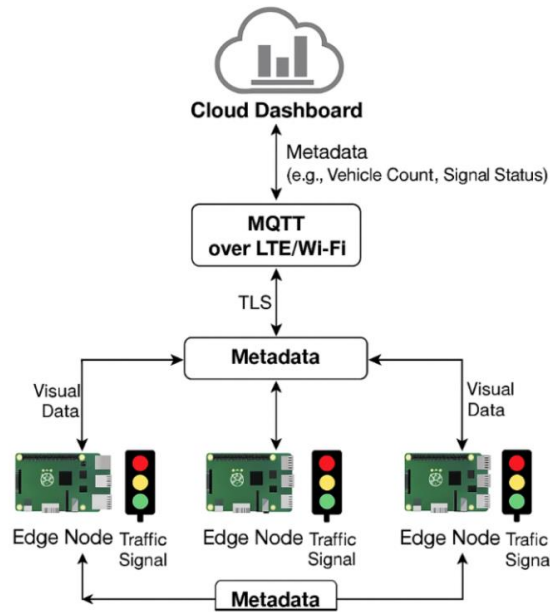 Cloud Dashboard
Metadata
(e.g., Vehicle Count, Signal Status)
MQTT
over LTE/Wi-Fi
TLS
Metadata
Visual
Data
Visual
Data
Edge Node
Traffic
Signal
Edge Node
Traffic
Signal
Edge Node
Traffic
Signa
Metadata